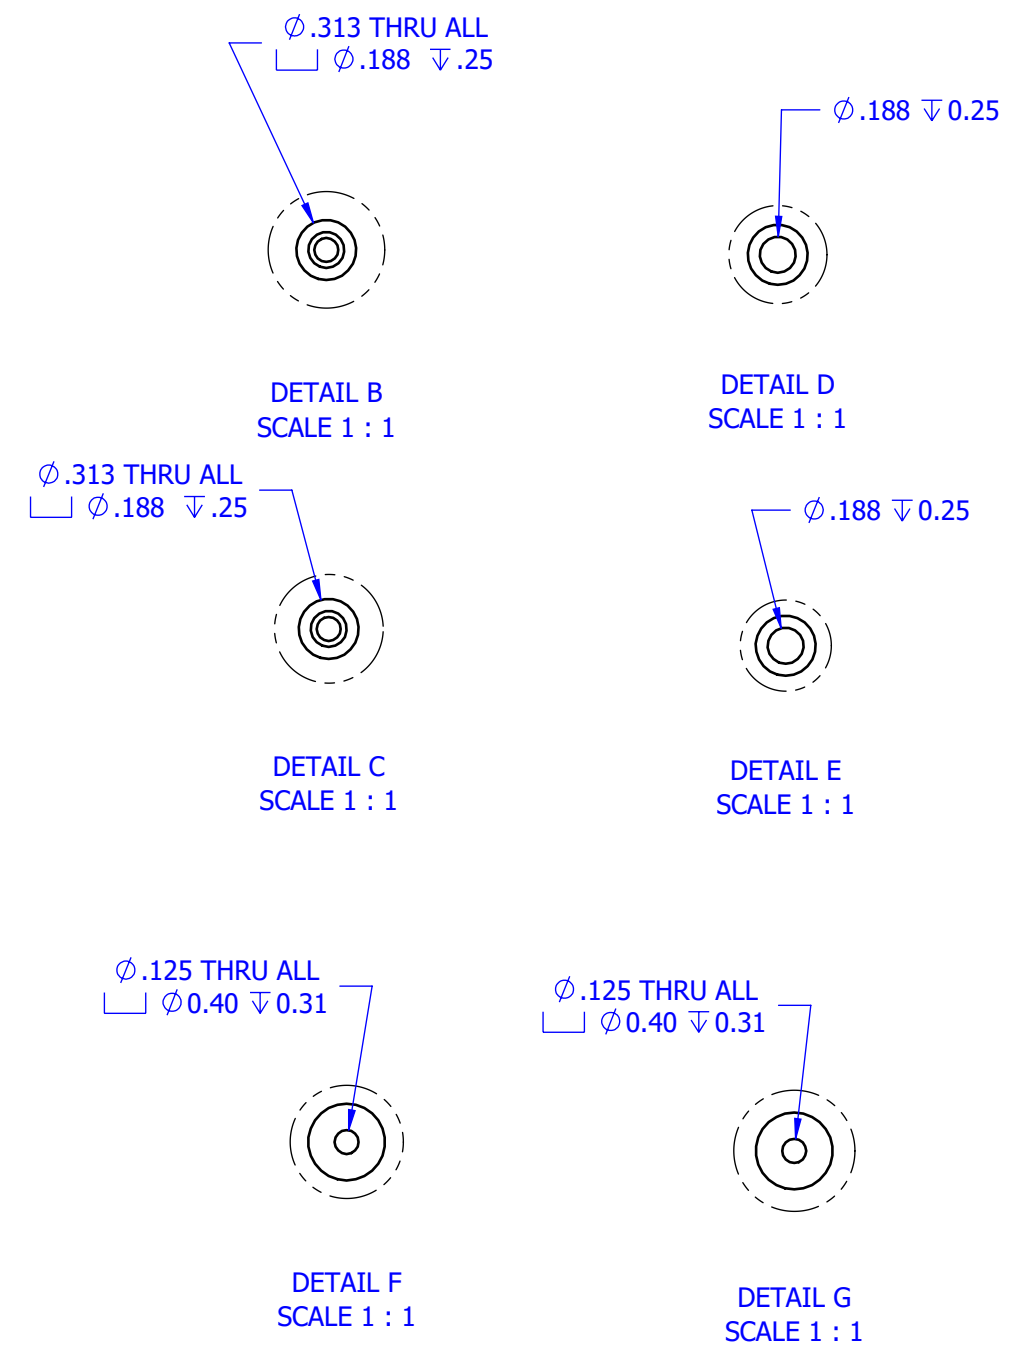 ⌀.313 THRU ALL
⌴ ⌀.188 ↧.25
DETAIL B
SCALE 1 : 1
⌀.188 ↧0.25
DETAIL D
SCALE 1 : 1
⌀.313 THRU ALL
⌴ ⌀.188 ↧.25
DETAIL C
SCALE 1 : 1
⌀.188 ↧0.25
DETAIL E
SCALE 1 : 1
⌀.125 THRU ALL
⌴ ⌀0.40 ↧0.31
DETAIL F
SCALE 1 : 1
⌀.125 THRU ALL
⌴ ⌀0.40 ↧0.31
DETAIL G
SCALE 1 : 1